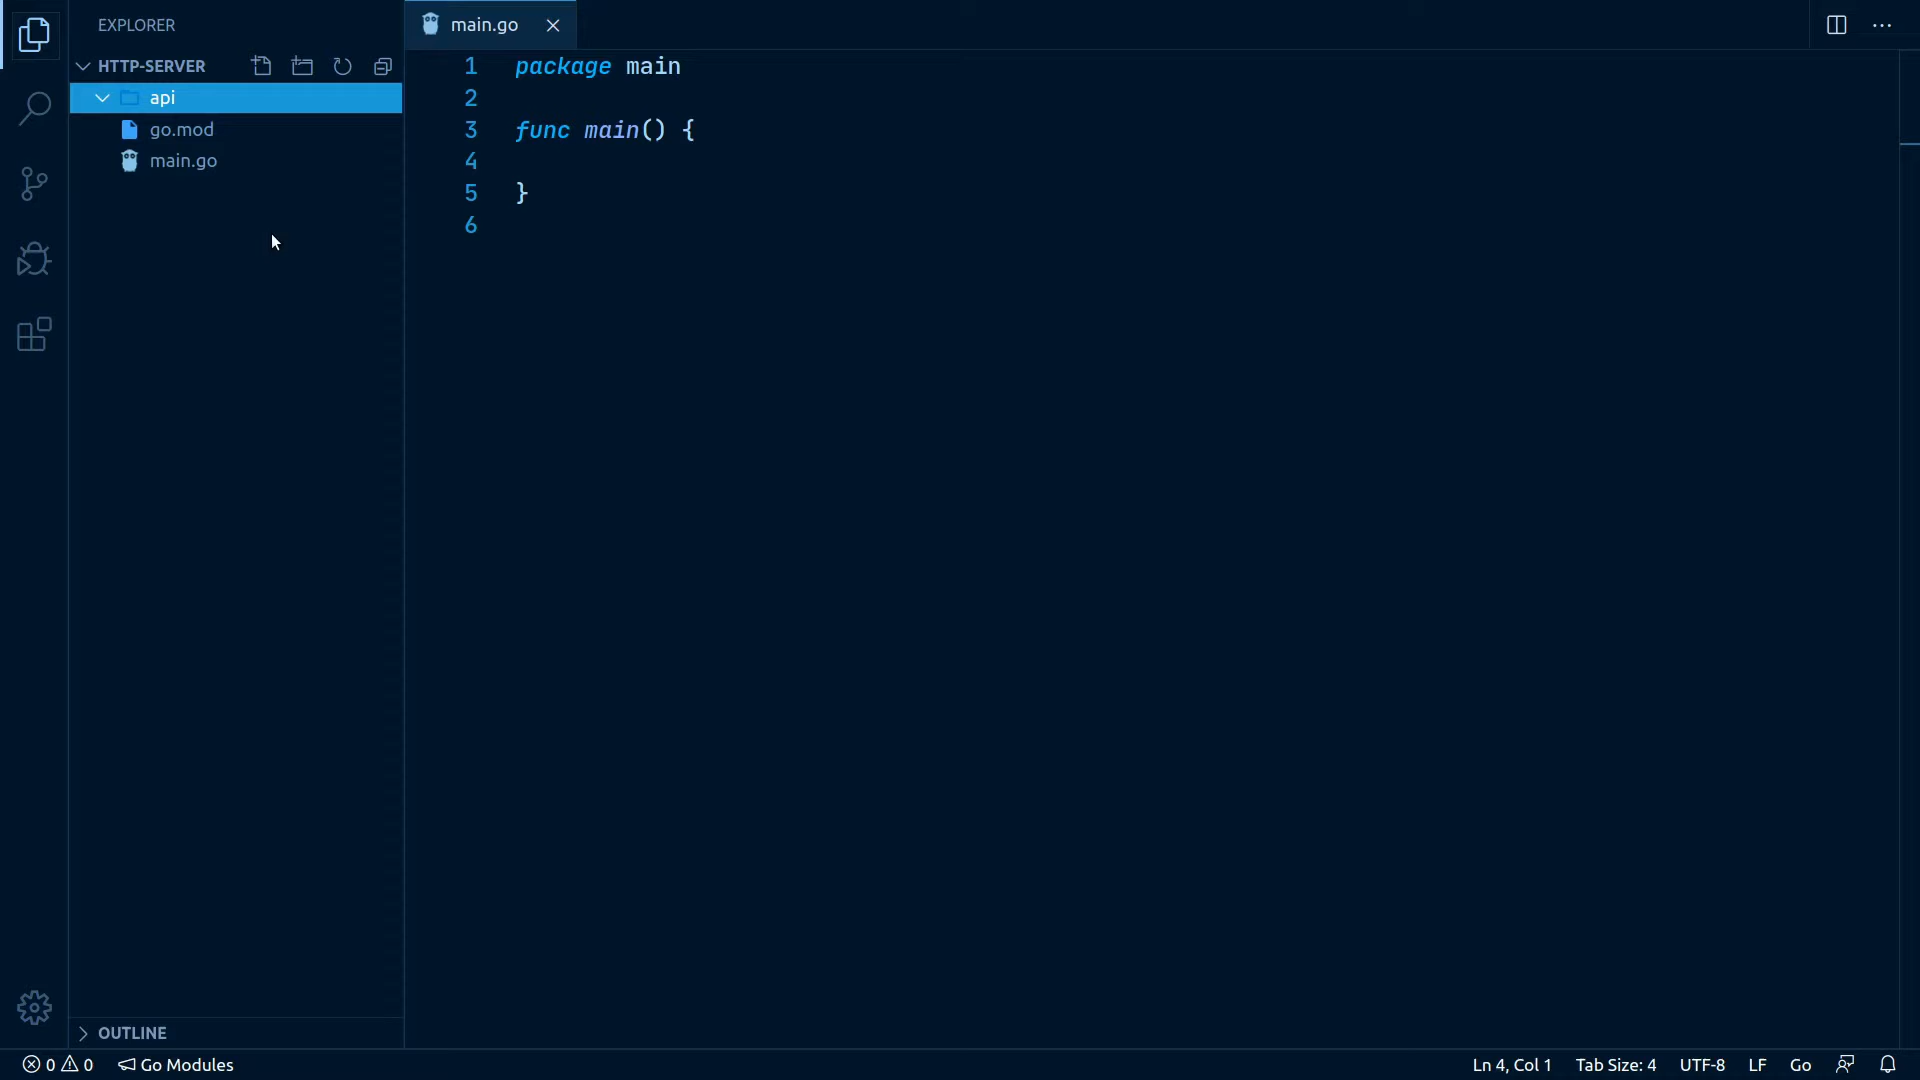 EXPLORER
main.go
HTTP-SERVER
api
go.mod
main.go
1 package main
2
3 func main() {
4
5 }
6
OUTLINE
0 0 Go Modules
Ln 4, Col 1 Tab Size: 4 UTF-8 LF Go